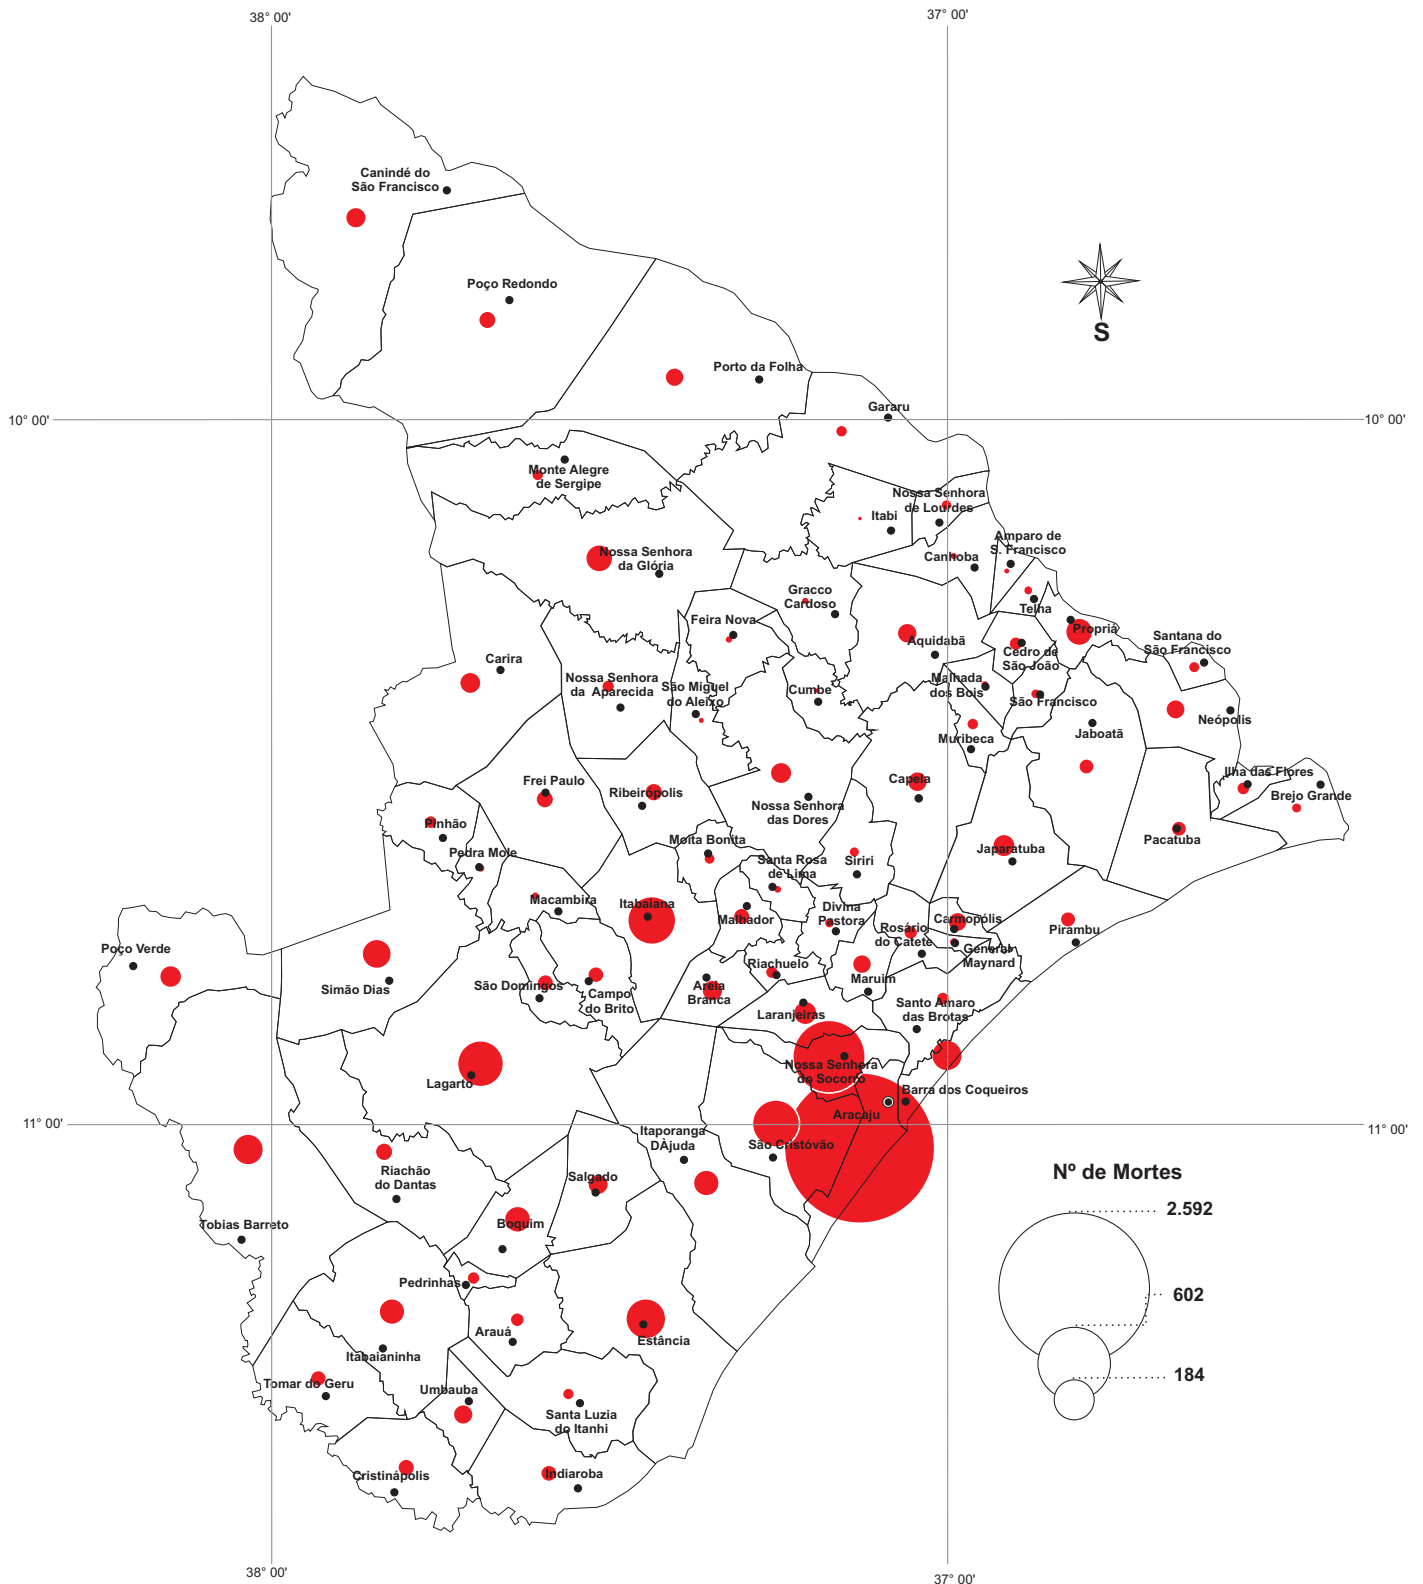 38° 00'
37° 00'
Canindé do
São Francisco
Poço Redondo
S
Porto da Folha
Gararu
10° 00'
10° 00'
Monte Alegre
de Sergipe
Nossa Senhora
de Lourdes
Itabi
Amparo de
S. Francisco
Canhoba
Nossa Senhora
da Glória
Gracco
Cardoso
Telha
Feira Nova
Propriá
Aquidabã
Santana do
São Francisco
Cedro de
São João
Carira
Nossa Senhora
da Aparecida
São Miguel
do Aleixo
Cumbe
Malhada
dos Bois
São Francisco
Neópolis
Jaboatã
Muribeca
Frei Paulo
Ribeirópolis
Capela
Ilha das Flores
Brejo Grande
Nossa Senhora
das Dores
Pinhão
Moita Bonita
Pacatuba
Pedra Mole
Santa Rosa
de Lima
Siriri
Japaratuba
Macambira
Itabaiana
Malhador
Divina
Pastora
Rosário
do Catete
Carmopólis
Pirambu
Poço Verde
General
Maynard
Riachuelo
Simão Dias
São Domingos
Campo
do Brito
Areia
Branca
Maruim
Laranjeiras
Santo Amaro
das Brotas
Nossa Senhora
do Socorro
Lagarto
Barra dos Coqueiros
Aracaju
11° 00'
11° 00'
Itaporanga
DÀjuda
São Cristóvão
Riachão
do Dantas
Salgado
Nº de Mortes
2.592
Tobias Barreto
Boquim
Pedrinhas
602
Arauá
Estância
Itabaianinha
184
Tomar do Geru
Umbauba
Santa Luzia
do Itanhi
Cristinápolis
Indiaroba
38° 00'
37° 00'